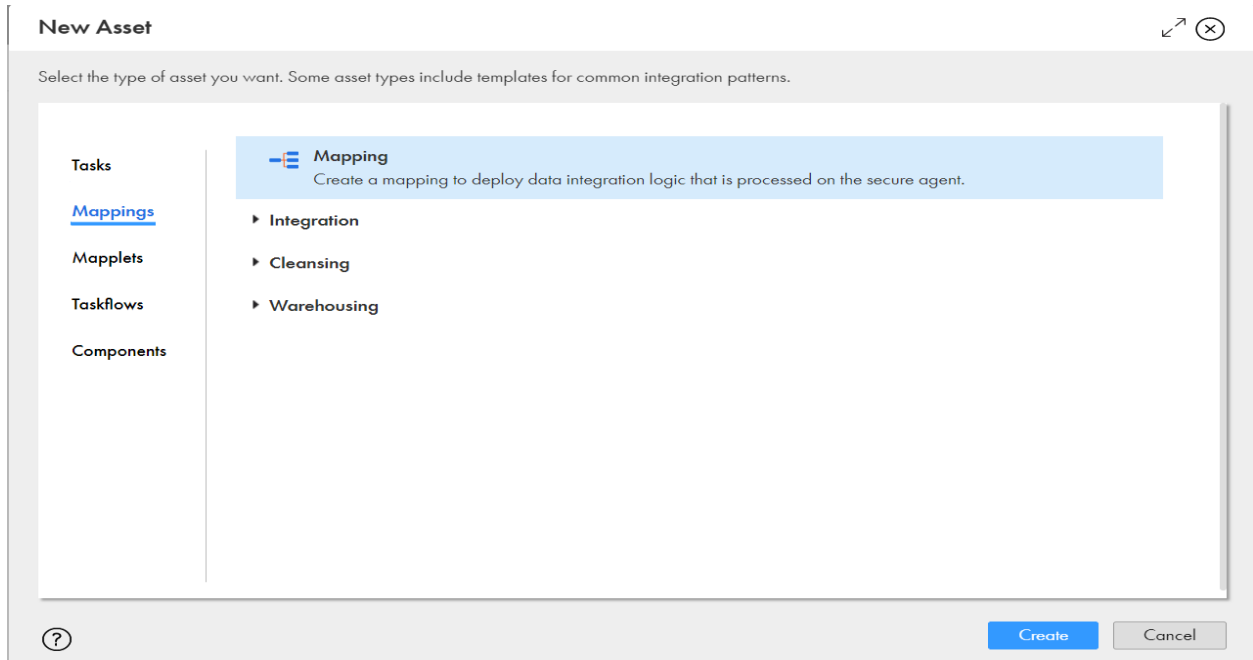 New Asset
Select the type of asset you want. Some asset types include templates for common integration patterns.
Tasks
Mappings
Mapplets
Taskflows
Components
Mapping
Create a mapping to deploy data integration logic that is processed on the secure agent.
Integration
Cleansing
Warehousing
?
Create
Cancel